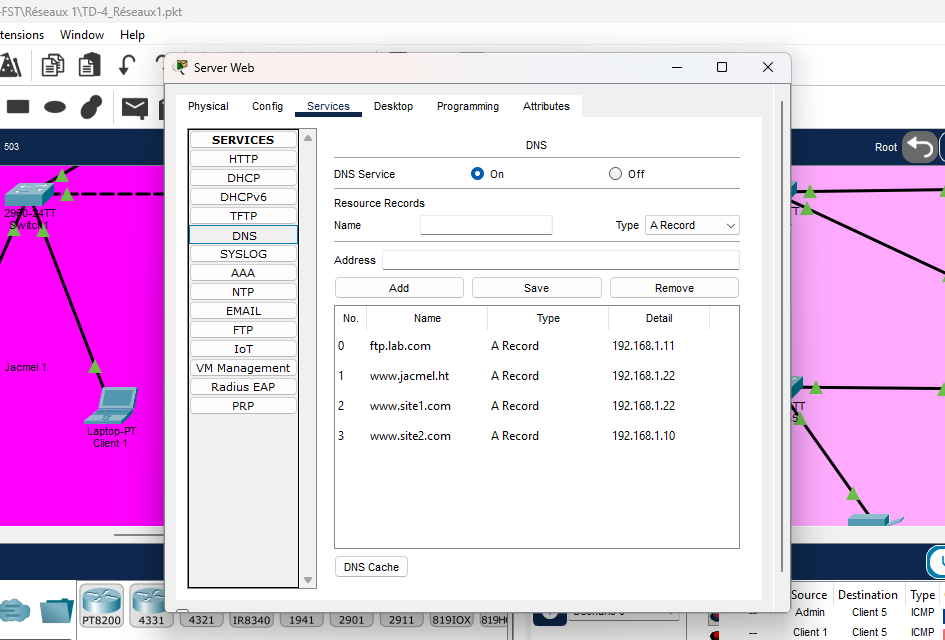 -FST\Réseaux 1\TD-4_Réseaux1.pkt
tensions Window Help
Server Web
Physical Config Services Desktop Programming Attributes
503
Root
SERVICES
HTTP
DHCP
DHCPv6
TFTP
DNS
SYSLOG
AAA
NTP
EMAIL
FTP
IoT
VM Management
Radius EAP
PRP
DNS
DNS Service On Off
Resource Records
Name Type A Record
Address
Add Save Remove
No. Name Type Detail
0 ftp.lab.com A Record 192.168.1.11
1 www.jacmel.ht A Record 192.168.1.22
2 www.site1.com A Record 192.168.1.22
3 www.site2.com A Record 192.168.1.10
DNS Cache
2960-24TT
Switch1
Jacmel 1
Laptop-PT
Client 1
PT8200 4331 4321 IR8340 1941 2901 2911 819IOX 819H
Source Destination Type
-- Admin Client 5 ICMP
-- Client 1 Client 5 ICMP